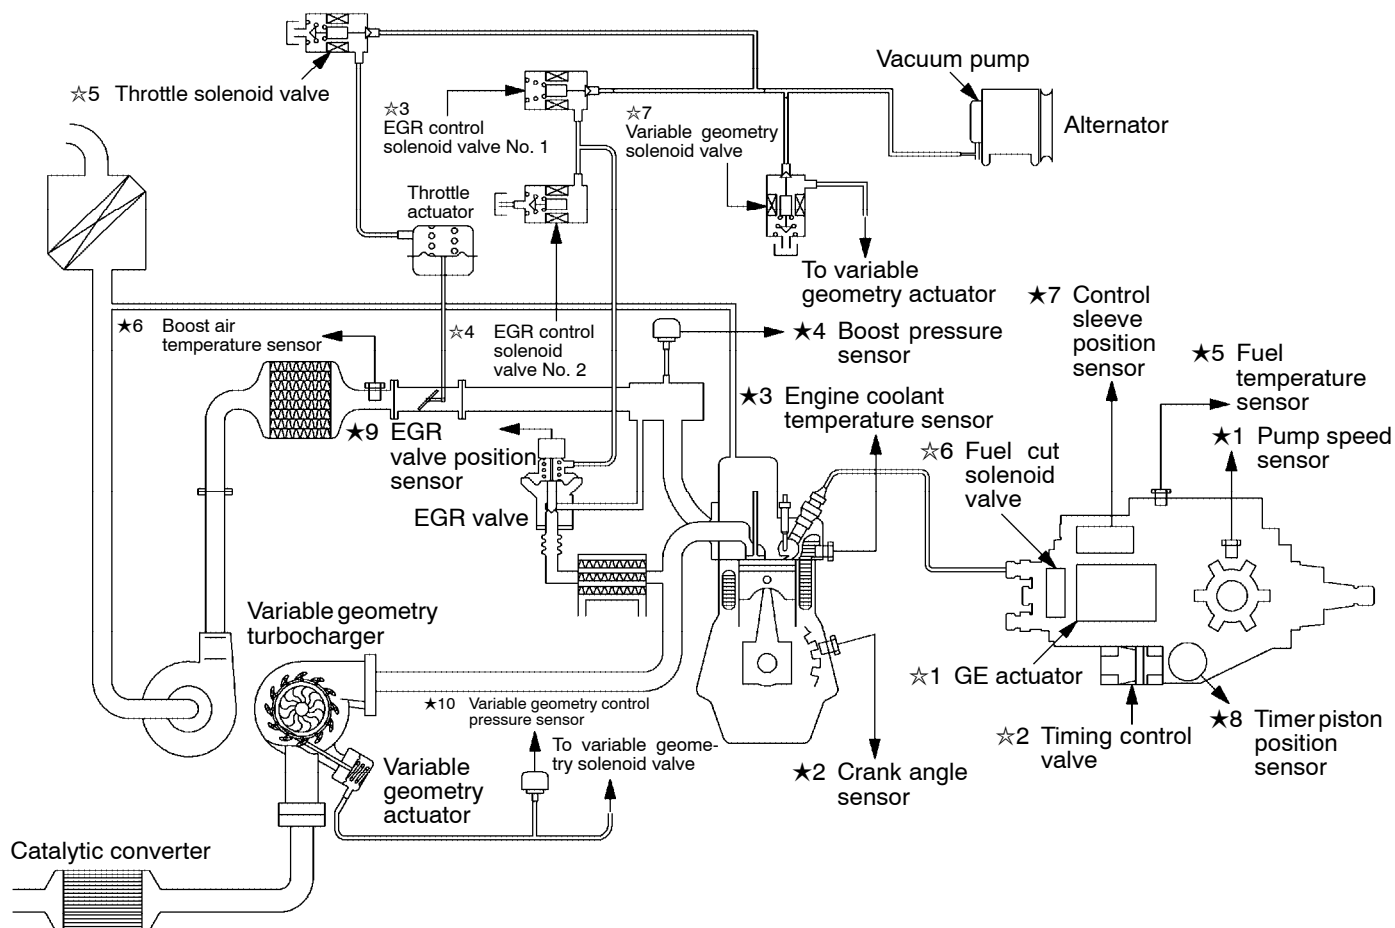 ☆5 Throttle solenoid valve
☆3
EGR control
solenoid valve No. 1
☆7
Variable geometry
solenoid valve
Vacuum pump
Alternator
Throttle
actuator
To variable
geometry actuator
★6 Boost air
temperature sensor
☆4 EGR control
solenoid
valve No. 2
★4 Boost pressure
sensor
★7 Control
sleeve
position
sensor
★5 Fuel
temperature
sensor
★3 Engine coolant
temperature sensor
★9 EGR
valve position
sensor
☆6 Fuel cut
solenoid
valve
★1 Pump speed
sensor
EGR valve
Variable geometry
turbocharger
☆1 GE actuator
★10 Variable geometry control
pressure sensor
To variable geome-
try solenoid valve
☆2 Timing control
valve
★8 Timer piston
position
sensor
Variable
geometry
actuator
★2 Crank angle
sensor
Catalytic converter